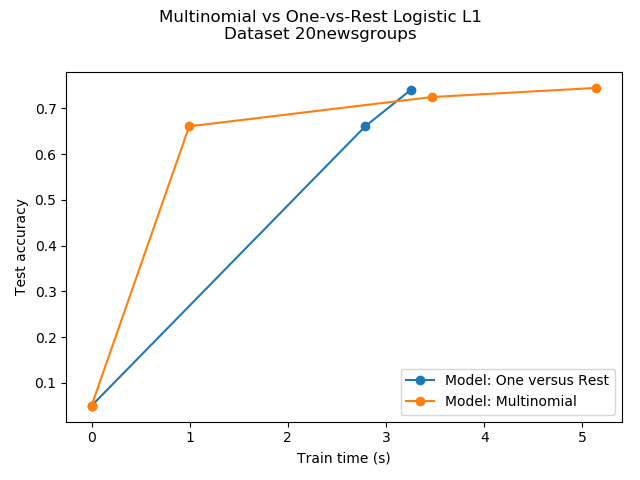 Multinomial vs One-vs-Rest Logistic L1
Dataset 20newsgroups
0.7
0.6
0.5
0.4
0.3
0.2
0.1
Test accuracy
Model: One versus Rest
Model: Multinomial
0 1 2 3 4 5
Train time (s)